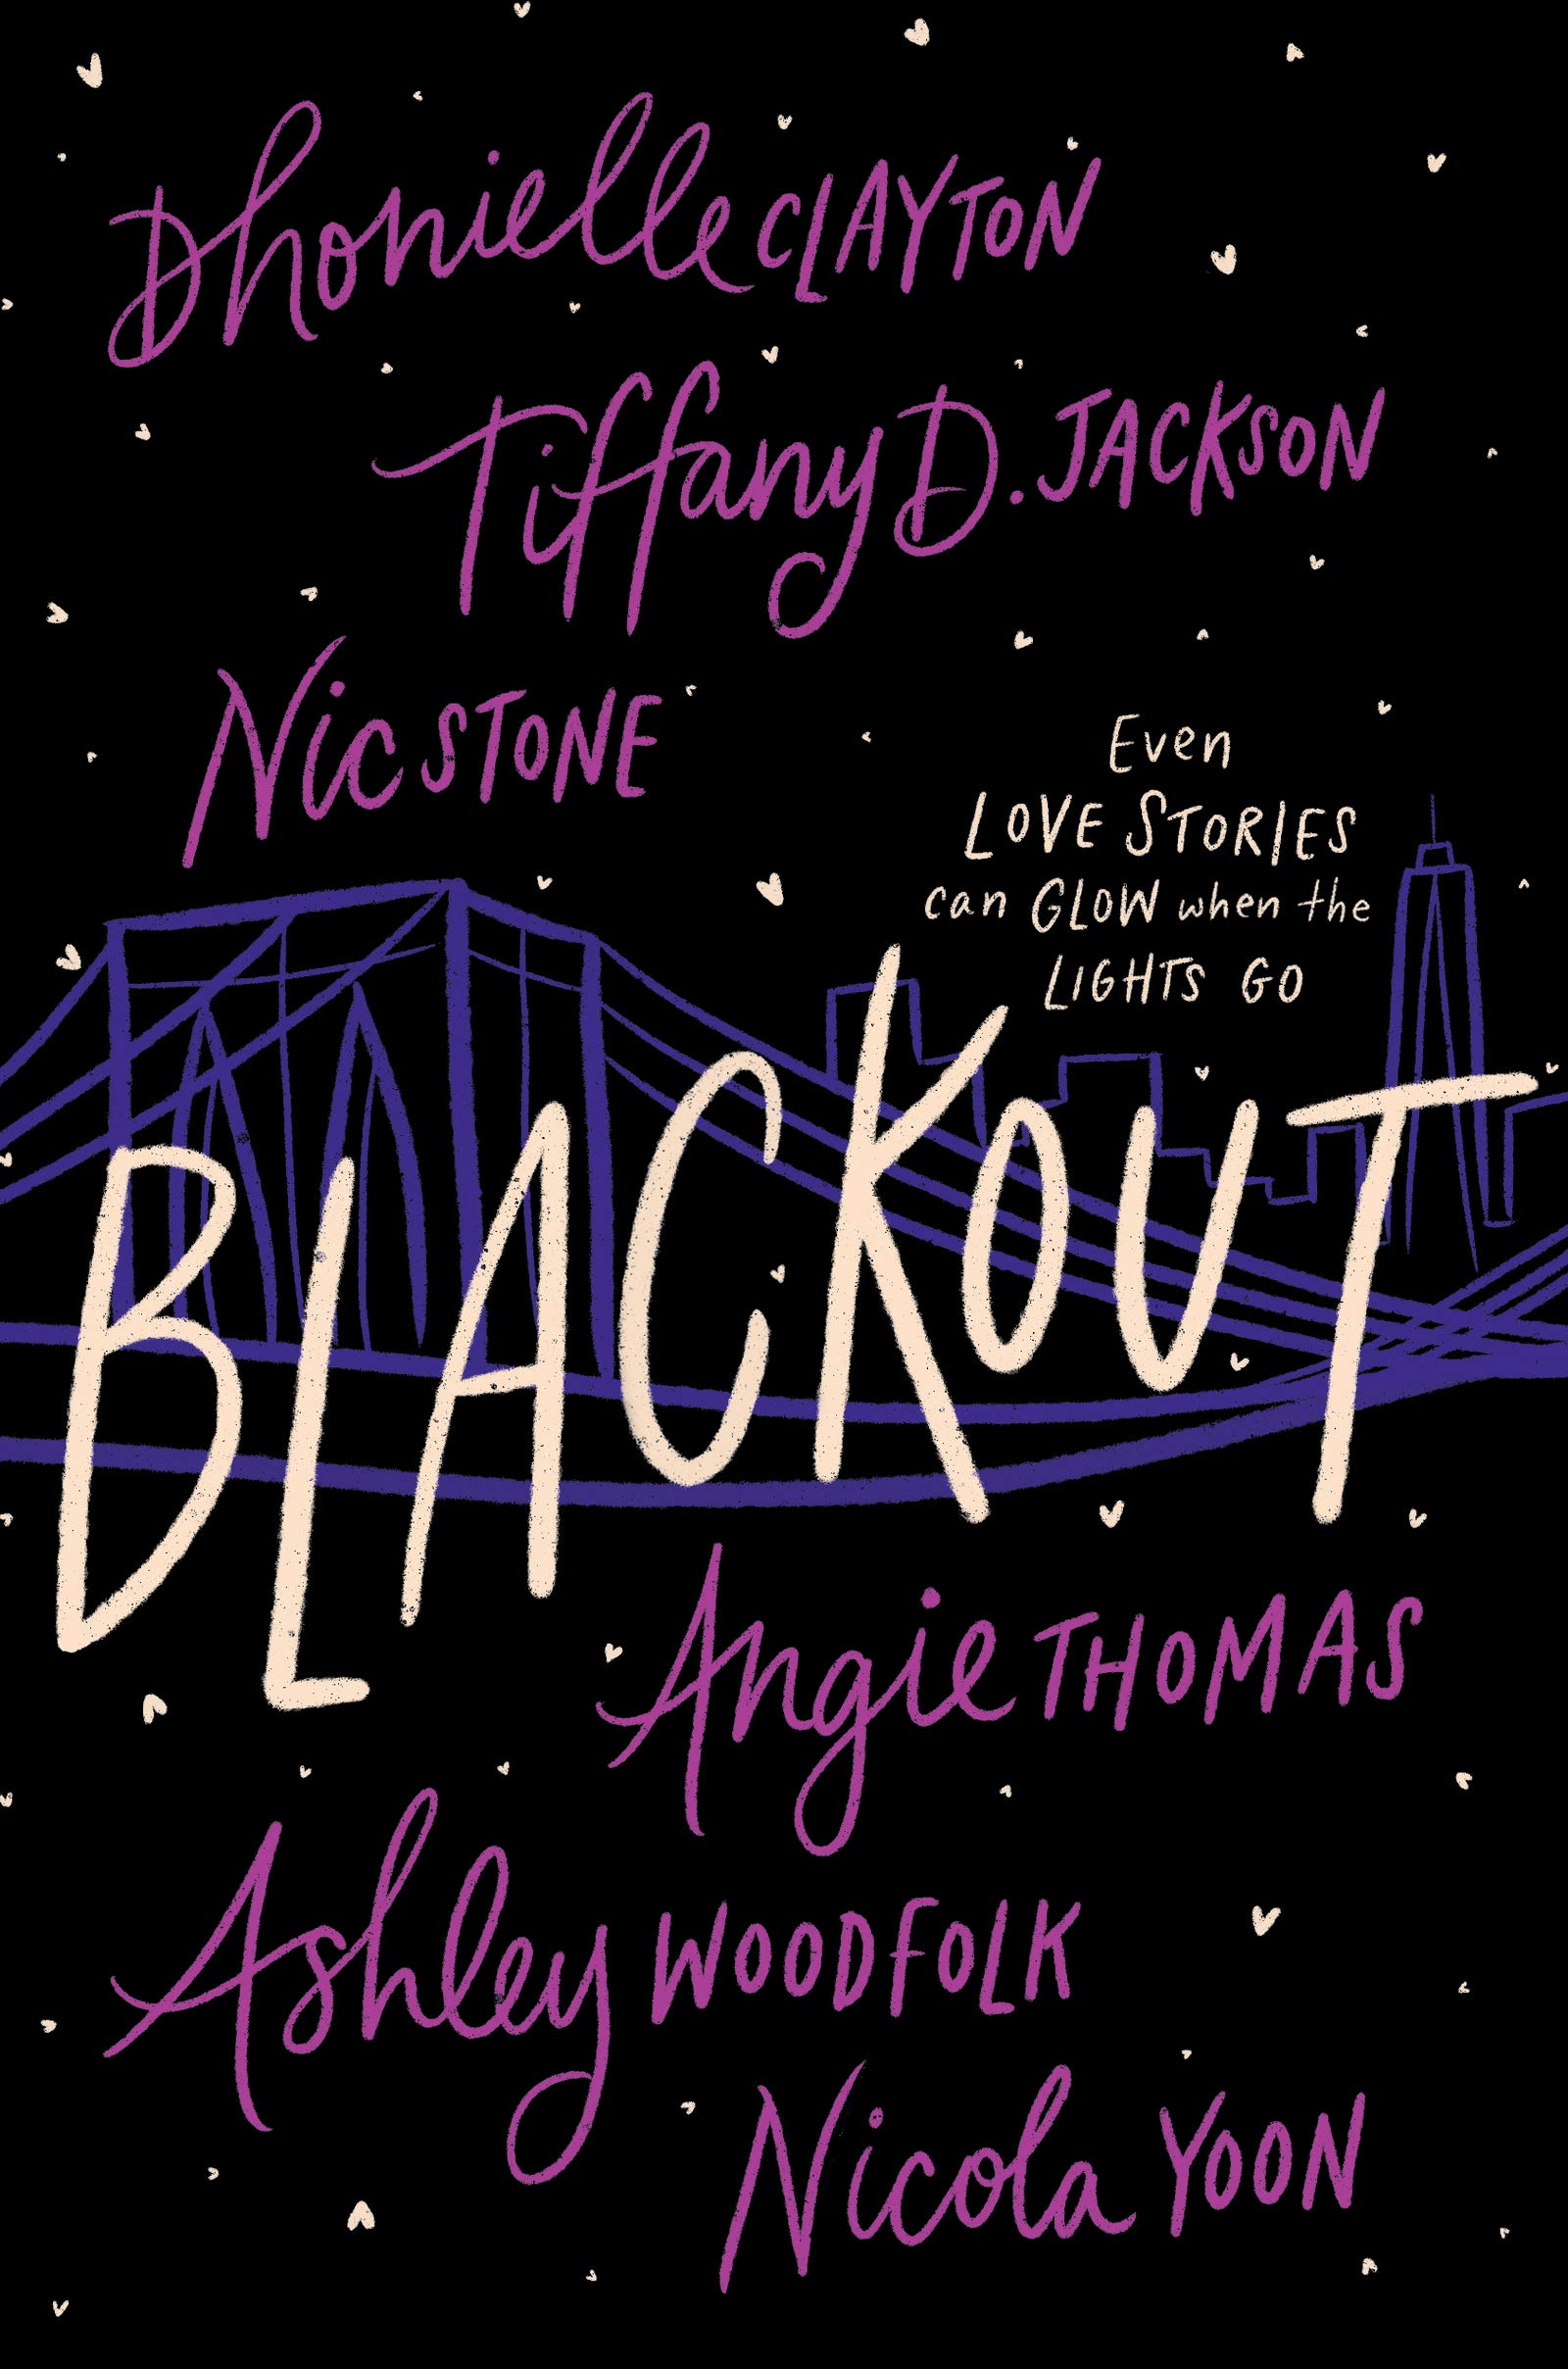 Dhonielle CLAYTON
Tiffany D. JACKSON
Nic STONE
Even
LOVE STORIES
can GLOW when the
LIGHTS GO
BLACKOUT
Angie THOMAS
Ashley WOODFOLK
Nicola YOON